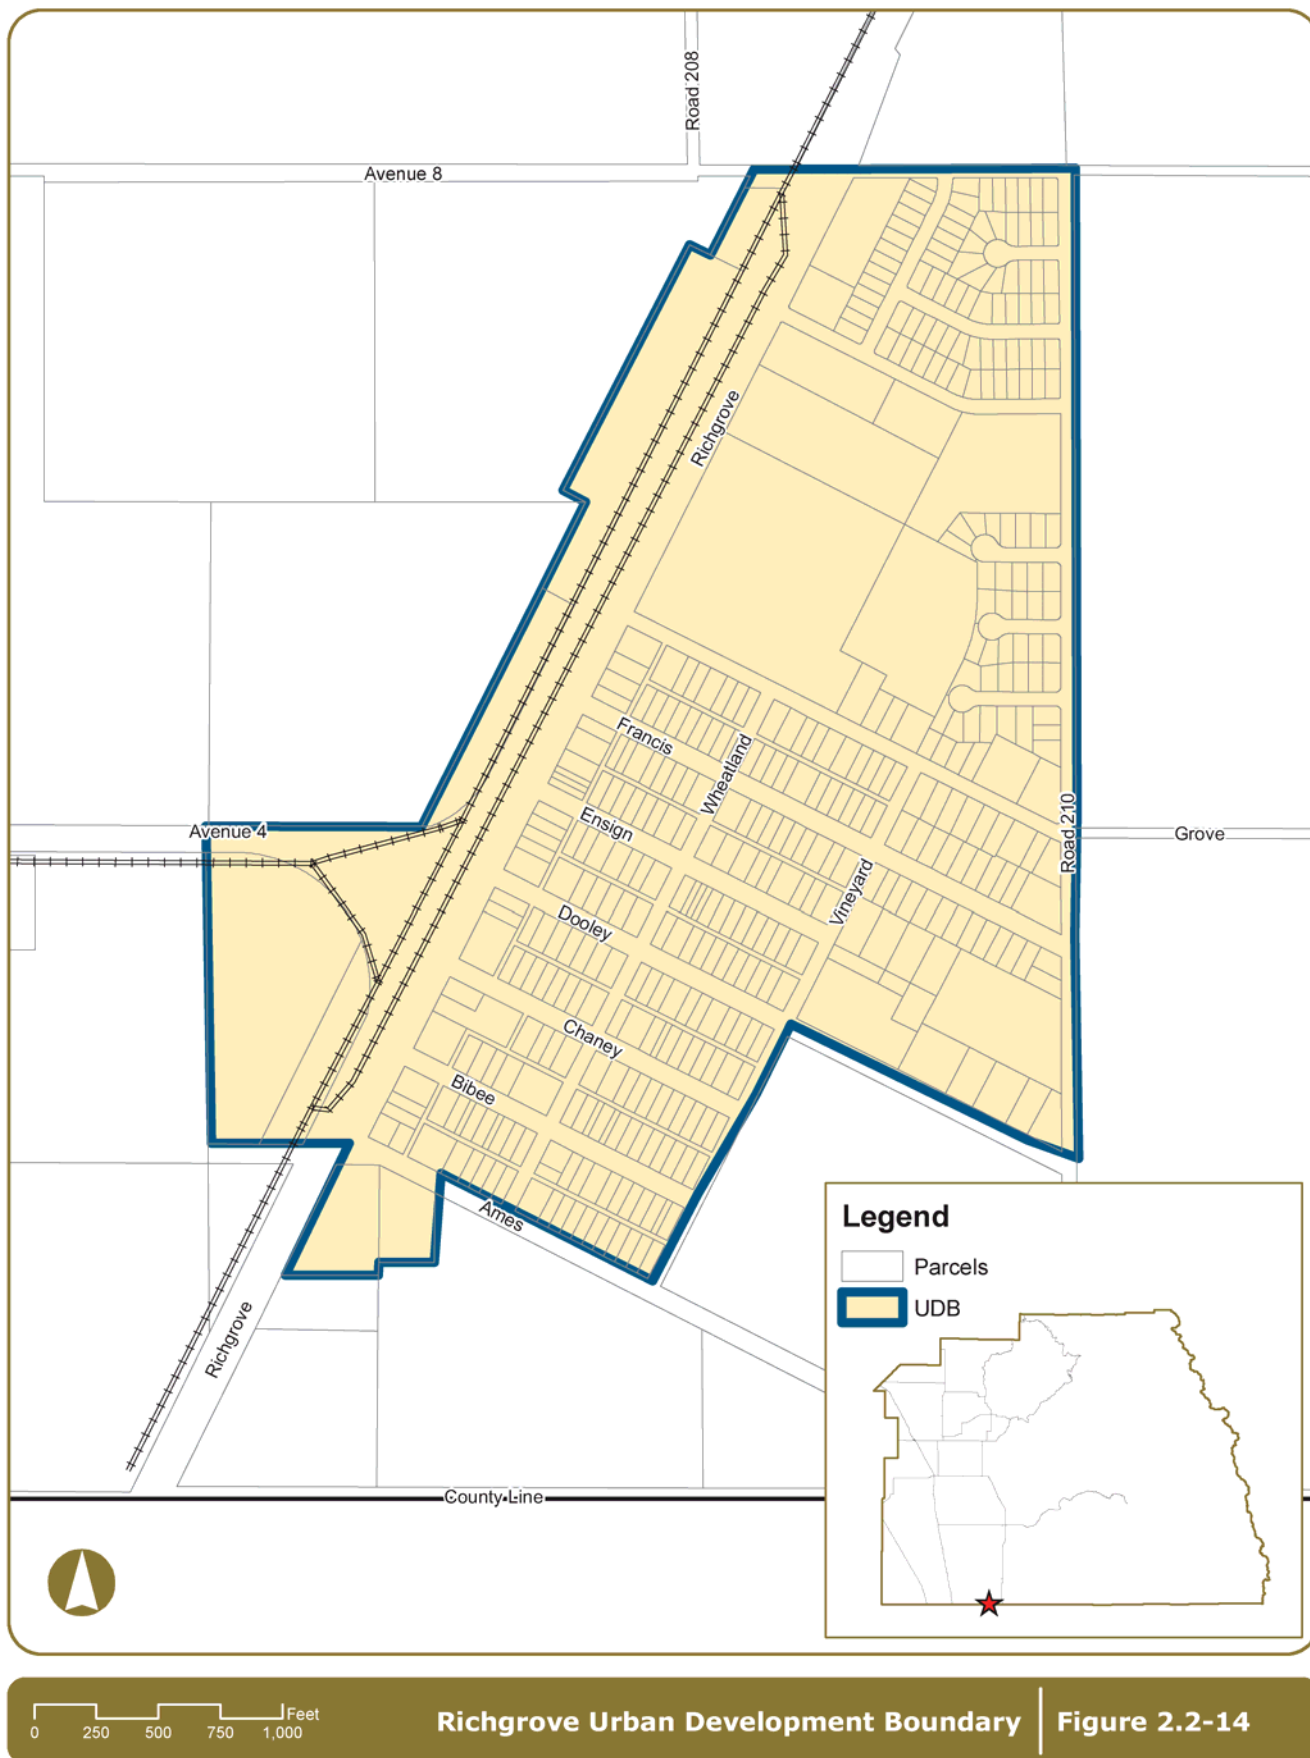 Road 208
Avenue 8
Richgrove
Francis
Wheatland
Ensign
Avenue 4
Road 210
Grove
Vineyard
Dooley
Chaney
Bibee
Ames
Richgrove
County Line
Legend
Parcels
UDB
Feet
0 250 500 750 1,000
Richgrove Urban Development Boundary
Figure 2.2-14